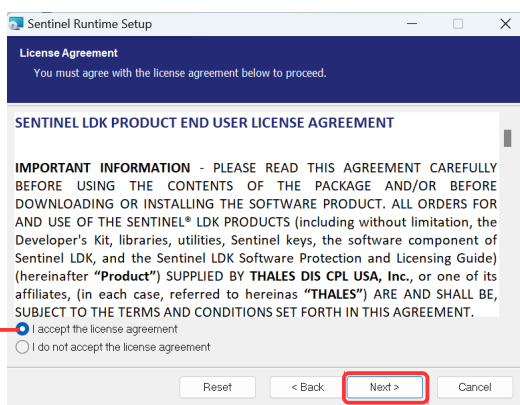 Sentinel Runtime Setup
License Agreement
You must agree with the license agreement below to proceed.
SENTINEL LDK PRODUCT END USER LICENSE AGREEMENT
IMPORTANT INFORMATION - PLEASE READ THIS AGREEMENT CAREFULLY
BEFORE USING THE CONTENTS OF THE PACKAGE AND/OR BEFORE
DOWNLOADING OR INSTALLING THE SOFTWARE PRODUCT. ALL ORDERS FOR
AND USE OF THE SENTINEL® LDK PRODUCTS (including without limitation, the
Developer's Kit, libraries, utilities, Sentinel keys, the software component of
Sentinel LDK, and the Sentinel LDK Software Protection and Licensing Guide)
(hereinafter “Product”) SUPPLIED BY THALES DIS CPL USA, Inc., or one of its
affiliates, (in each case, referred to hereinas “THALES”) ARE AND SHALL BE,
SUBJECT TO THE TERMS AND CONDITIONS SET FORTH IN THIS AGREEMENT.
I accept the license agreement
I do not accept the license agreement
Reset < Back Next > Cancel